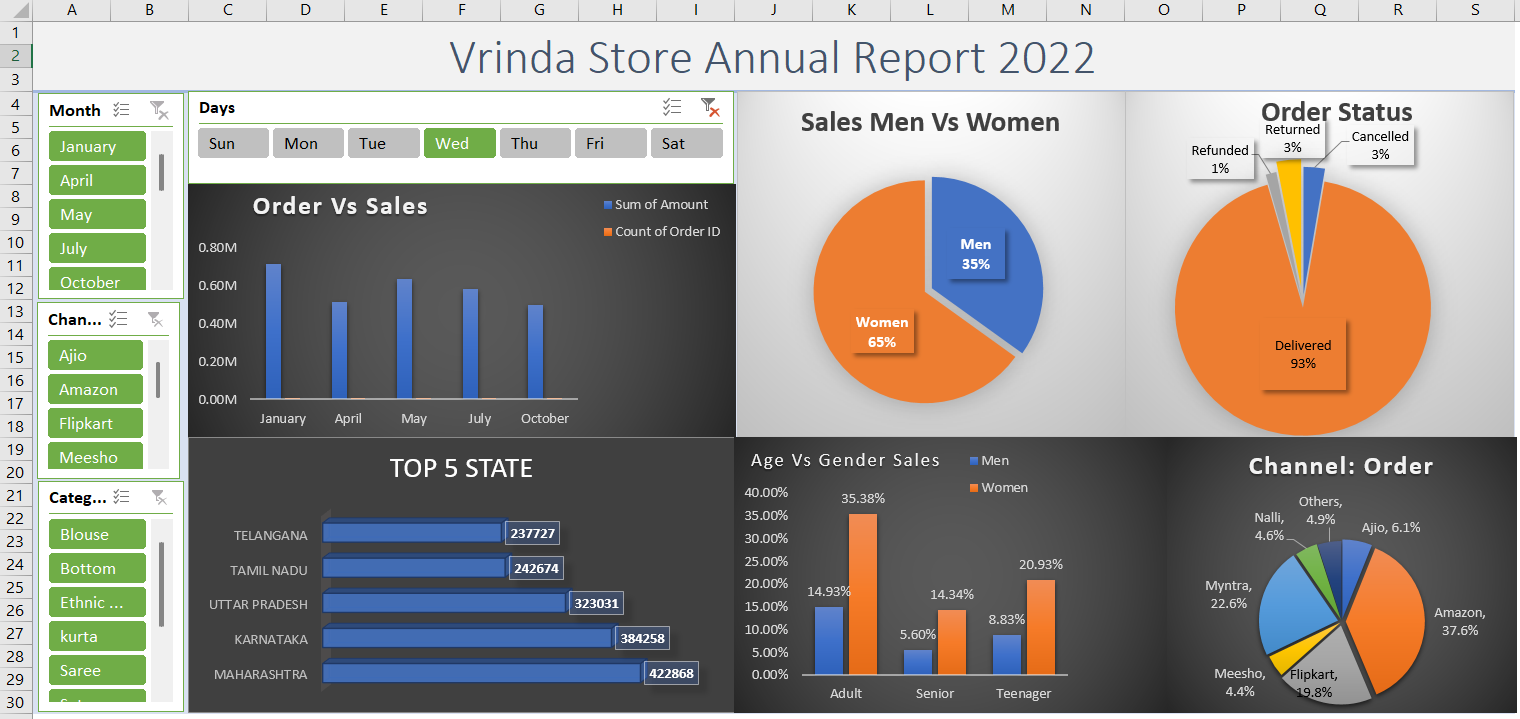 A B C D E F G H I J K L M N O P Q R S
1
2
3
4
5
6
7
8
9
10
11
12
13
14
15
16
17
18
19
20
21
22
23
24
25
26
27
28
29
30
Vrinda Store Annual Report 2022
Month
January
April
May
July
October
Chan...
Ajio
Amazon
Flipkart
Meesho
Categ...
Blouse
Bottom
Ethnic ...
kurta
Saree
Days
Sun Mon Tue Wed Thu Fri Sat
Order Vs Sales
Sum of Amount
Count of Order ID
0.80M
0.60M
0.40M
0.20M
0.00M
January April May July October
Sales Men Vs Women
Men
35%
Women
65%
Order Status
Returned
3%
Cancelled
3%
Refunded
1%
Delivered
93%
TOP 5 STATE
TELANGANA 237727
TAMIL NADU 242674
UTTAR PRADESH 323031
KARNATAKA 384258
MAHARASHTRA 422868
Age Vs Gender Sales
Men
Women
40.00%
35.00%
30.00%
25.00%
20.00%
15.00%
10.00%
5.00%
0.00%
14.93% 35.38%
5.60% 14.34%
8.83% 20.93%
Adult Senior Teenager
Channel: Order
Others,
4.9%
Nalli,
4.6%
Ajio, 6.1%
Myntra,
22.6%
Amazon,
37.6%
Meesho,
4.4%
Flipkart,
19.8%